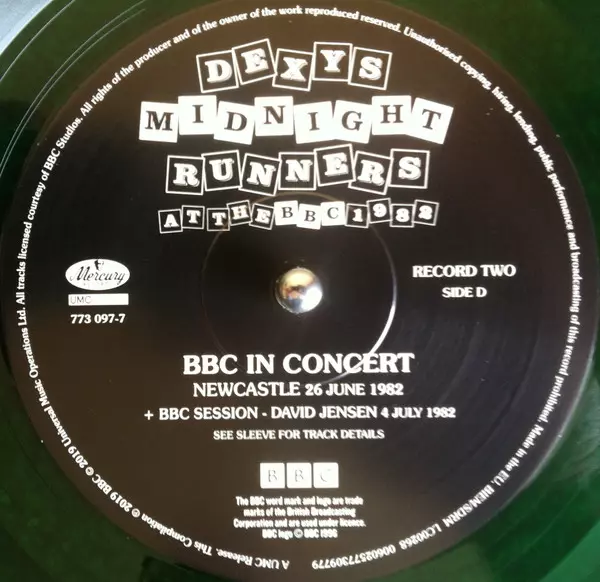 DEXYS
MIDNIGHT
RUNNERS
AT THE BBC 1982
Mercury
UMC
773 097-7
RECORD TWO
SIDE D
BBC IN CONCERT
NEWCASTLE 26 JUNE 1982
+ BBC SESSION - DAVID JENSEN 4 JULY 1982
SEE SLEEVE FOR TRACK DETAILS
BBC
The BBC word mark and logo are trade
marks of the British Broadcasting
Corporation and are used under licence.
BBC logo © BBC 1996
A UMC Release. This Compilation ℗ 2019 BBC © 2019 Universal Music Operations Ltd. All tracks licensed courtesy of BBC Studios. All rights of the producer and of the owner of the work reproduced reserved. Unauthorised copying, hiring, lending, public performance and broadcasting of this record prohibited. Made in the EU. BIEM/SDRM LC00268 00602577309779